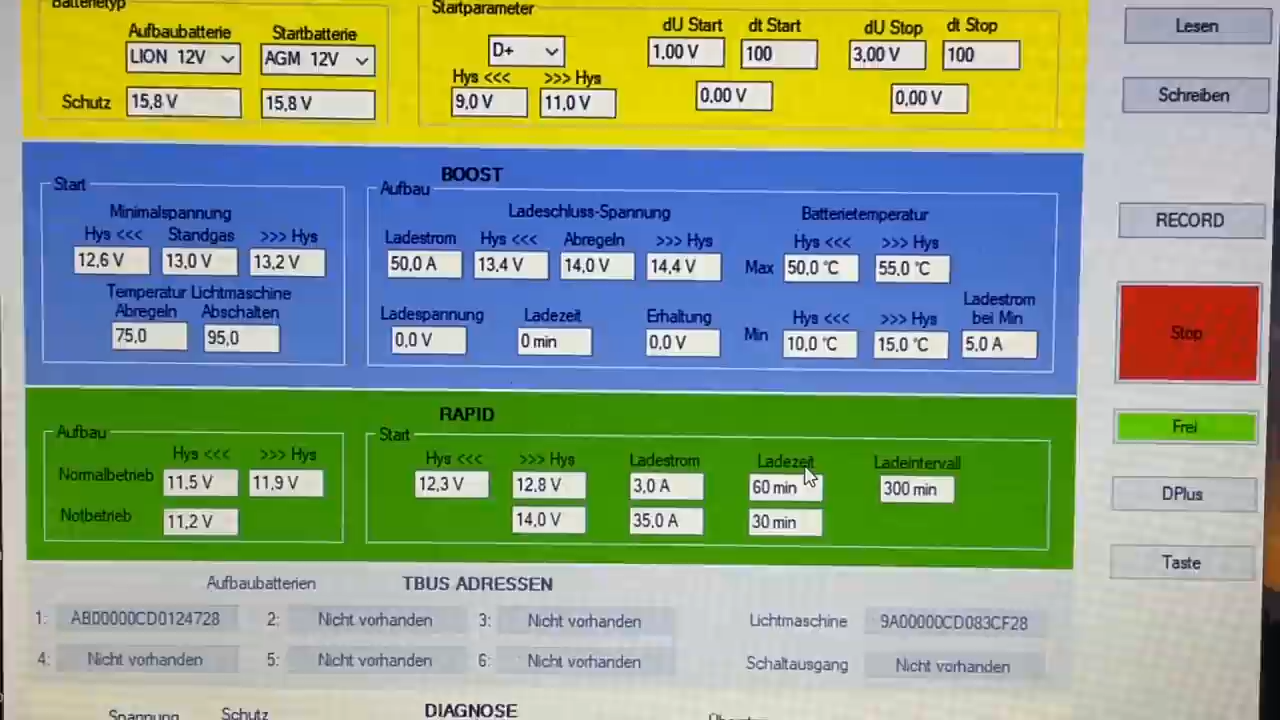 Batterietyp
Startparameter
Aufbaubatterie Startbatterie
LION 12V AGM 12V
Schutz 15,8 V 15,8 V
D+
Hys <<< >>> Hys
9,0 V 11,0 V
dU Start dt Start dU Stop dt Stop
1,00 V 100 3,00 V 100
0,00 V 0,00 V
Lesen
Schreiben
BOOST
Start
Minimalspannung
Hys <<< Standgas >>> Hys
12,6 V 13,0 V 13,2 V
Temperatur Lichtmaschine
Abregeln Abschalten
75,0 95,0
Aufbau
Ladeschluss-Spannung
Ladestrom Hys <<< Abregeln >>> Hys
50,0 A 13,4 V 14,0 V 14,4 V
Ladespannung Ladezeit Erhaltung
0,0 V 0 min 0,0 V
Batterietemperatur
Hys <<< >>> Hys
Max 50,0 °C 55,0 °C
Ladestrom
Hys <<< >>> Hys bei Min
Min 10,0 °C 15,0 °C 5,0 A
RECORD
Stop
Frei
DPlus
Taste
RAPID
Aufbau
Hys <<< >>> Hys
Normalbetrieb 11,5 V 11,9 V
Notbetrieb 11,2 V
Start
Hys <<< >>> Hys Ladestrom Ladezeit Ladeintervall
12,3 V 12,8 V 3,0 A 60 min 300 min
14,0 V 35,0 A 30 min
Aufbaubatterien TBUS ADRESSEN
1: AB00000CD0124728 2: Nicht vorhanden 3: Nicht vorhanden Lichtmaschine 9A00000CD083CF28
4: Nicht vorhanden 5: Nicht vorhanden 6: Nicht vorhanden Schaltausgang Nicht vorhanden
Spannung Schutz DIAGNOSE